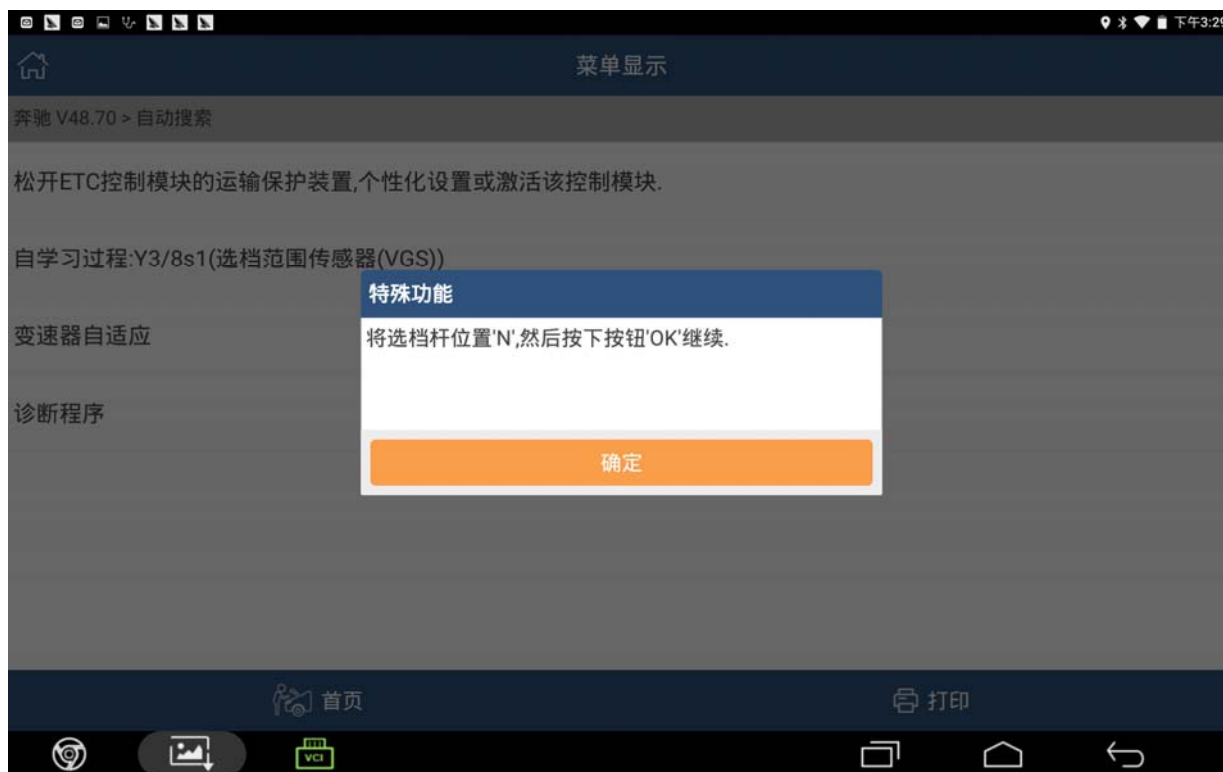 下午3:29
菜单显示
奔驰 V48.70 > 自动搜索
松开ETC控制模块的运输保护装置,个性化设置或激活该控制模块.
自学习过程:Y3/8s1(选档范围传感器(VGS))
变速器自适应
诊断程序
特殊功能
将选档杆位置'N',然后按下按钮'OK'继续.
确定
首页
打印
VCI